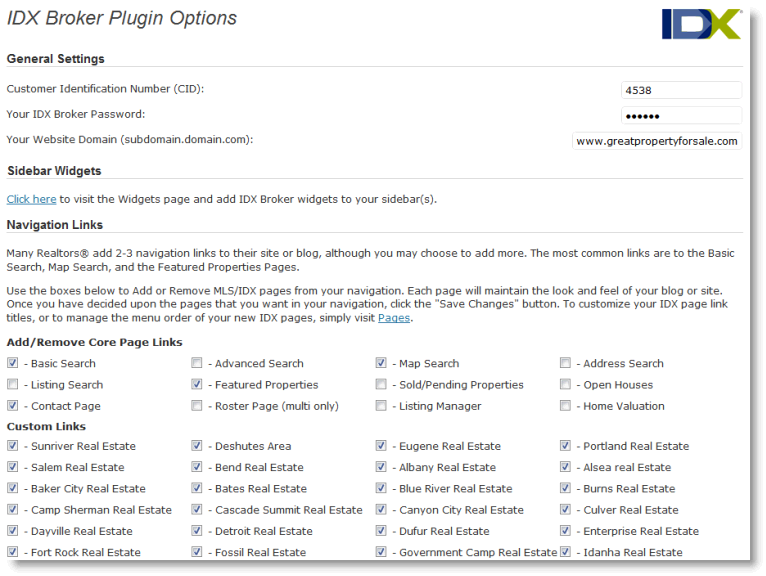 IDX Broker Plugin Options
IDX
General Settings
Customer Identification Number (CID):
4538
Your IDX Broker Password:
••••••
Your Website Domain (subdomain.domain.com):
www.greatpropertyforsale.com
Sidebar Widgets
Click here to visit the Widgets page and add IDX Broker widgets to your sidebar(s).
Navigation Links
Many Realtors® add 2-3 navigation links to their site or blog, although you may choose to add more. The most common links are to the Basic
Search, Map Search, and the Featured Properties Pages.
Use the boxes below to Add or Remove MLS/IDX pages from your navigation. Each page will maintain the look and feel of your blog or site.
Once you have decided upon the pages that you want in your navigation, click the "Save Changes" button. To customize your IDX page link
titles, or to manage the menu order of your new IDX pages, simply visit Pages.
Add/Remove Core Page Links
- Basic Search - Advanced Search - Map Search - Address Search
- Listing Search - Featured Properties - Sold/Pending Properties - Open Houses
- Contact Page - Roster Page (multi only) - Listing Manager - Home Valuation
Custom Links
- Sunriver Real Estate - Deshutes Area - Eugene Real Estate - Portland Real Estate
- Salem Real Estate - Bend Real Estate - Albany Real Estate - Alsea real Estate
- Baker City Real Estate - Bates Real Estate - Blue River Real Estate - Burns Real Estate
- Camp Sherman Real Estate - Cascade Summit Real Estate - Canyon City Real Estate - Culver Real Estate
- Dayville Real Estate - Detroit Real Estate - Dufur Real Estate - Enterprise Real Estate
- Fort Rock Real Estate - Fossil Real Estate - Government Camp Real Estate - Idanha Real Estate